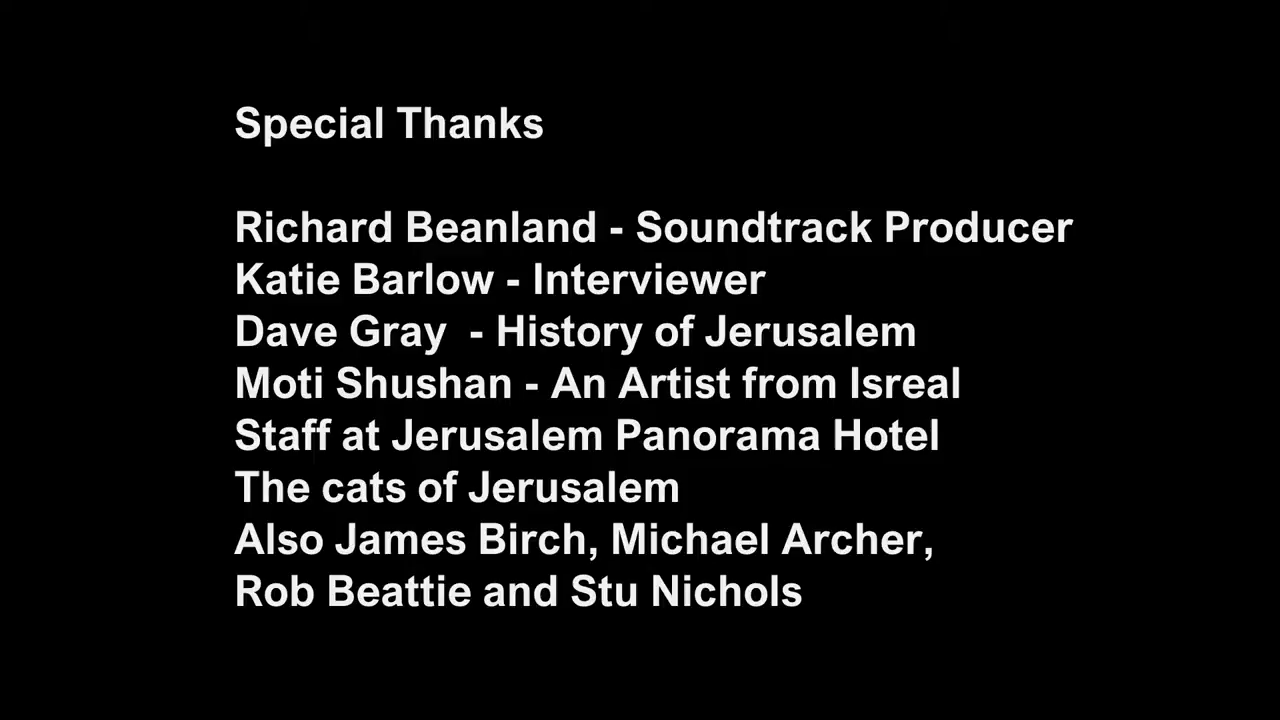 Special Thanks
Richard Beanland - Soundtrack Producer
Katie Barlow - Interviewer
Dave Gray  - History of Jerusalem
Moti Shushan - An Artist from Isreal
Staff at Jerusalem Panorama Hotel
The cats of Jerusalem
Also James Birch, Michael Archer,
Rob Beattie and Stu Nichols